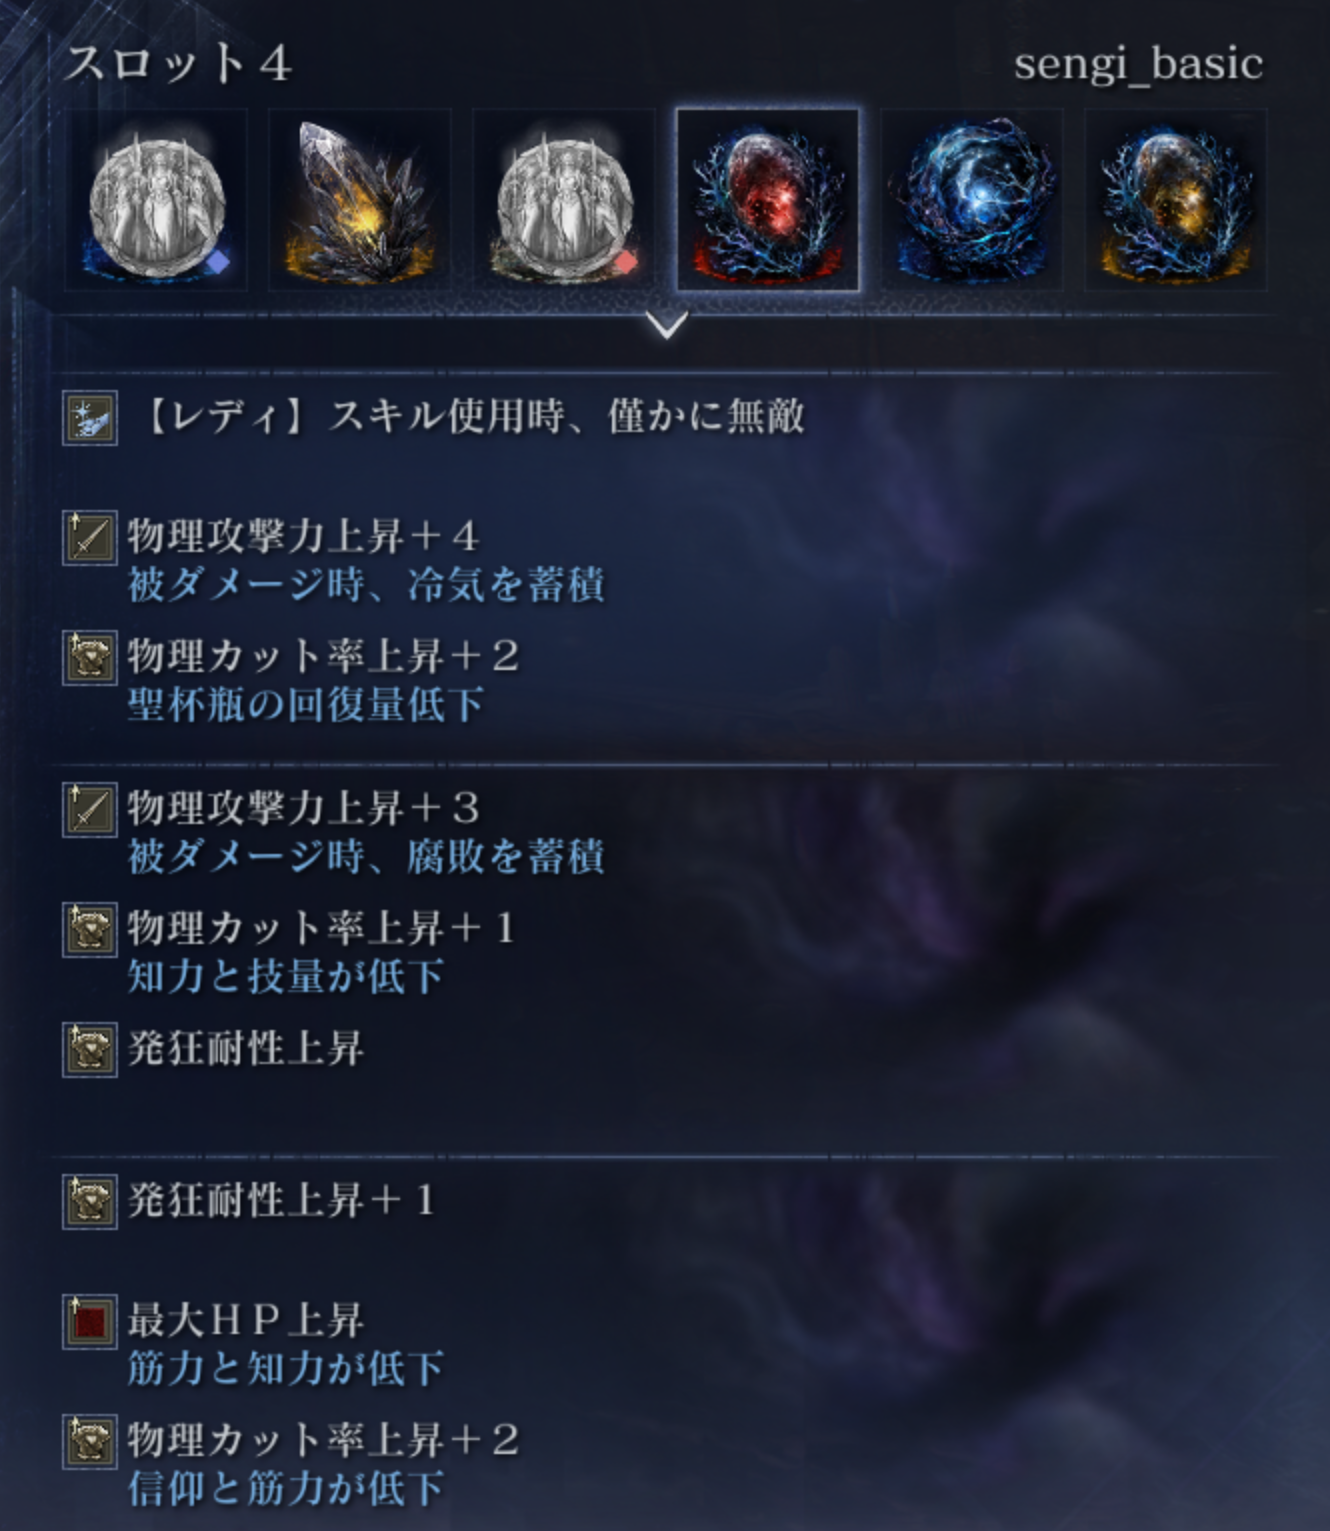 スロット４
sengi_basic
【レディ】スキル使用時、僅かに無敵
物理攻撃力上昇＋４
被ダメージ時、冷気を蓄積
物理カット率上昇＋２
聖杯瓶の回復量低下
物理攻撃力上昇＋３
被ダメージ時、腐敗を蓄積
物理カット率上昇＋１
知力と技量が低下
発狂耐性上昇
発狂耐性上昇＋１
最大ＨＰ上昇
筋力と知力が低下
物理カット率上昇＋２
信仰と筋力が低下